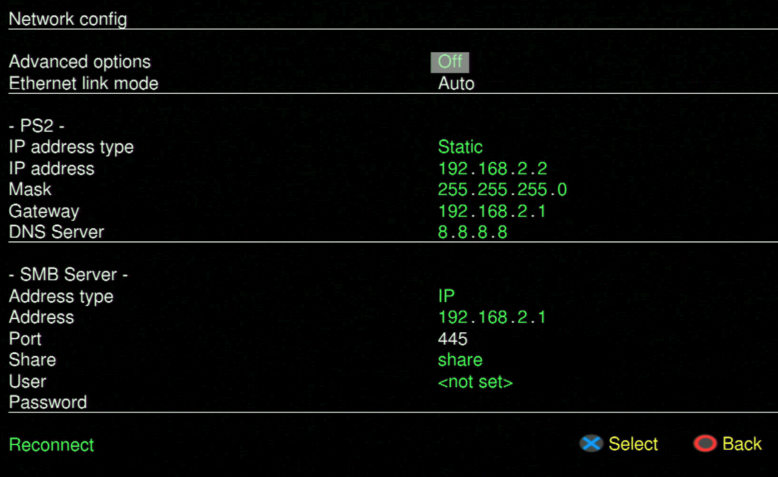 Network config
Advanced options Off
Ethernet link mode Auto
- PS2 -
IP address type Static
IP address 192.168.2.2
Mask 255.255.255.0
Gateway 192.168.2.1
DNS Server 8.8.8.8
- SMB Server -
Address type IP
Address 192.168.2.1
Port 445
Share share
User <not set>
Password
Reconnect Select Back